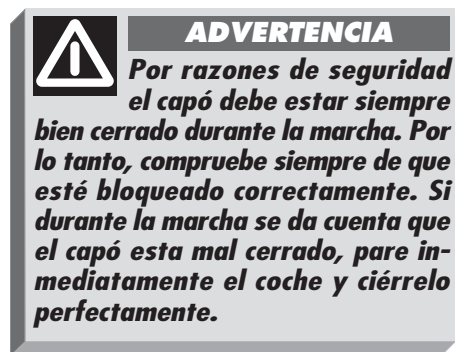 ADVERTENCIA
Por razones de seguridad
el capó debe estar siempre
bien cerrado durante la marcha. Por
lo tanto, compruebe siempre de que
esté bloqueado correctamente. Si
durante la marcha se da cuenta que
el capó esta mal cerrado, pare in-
mediatamente el coche y ciérrelo
perfectamente.